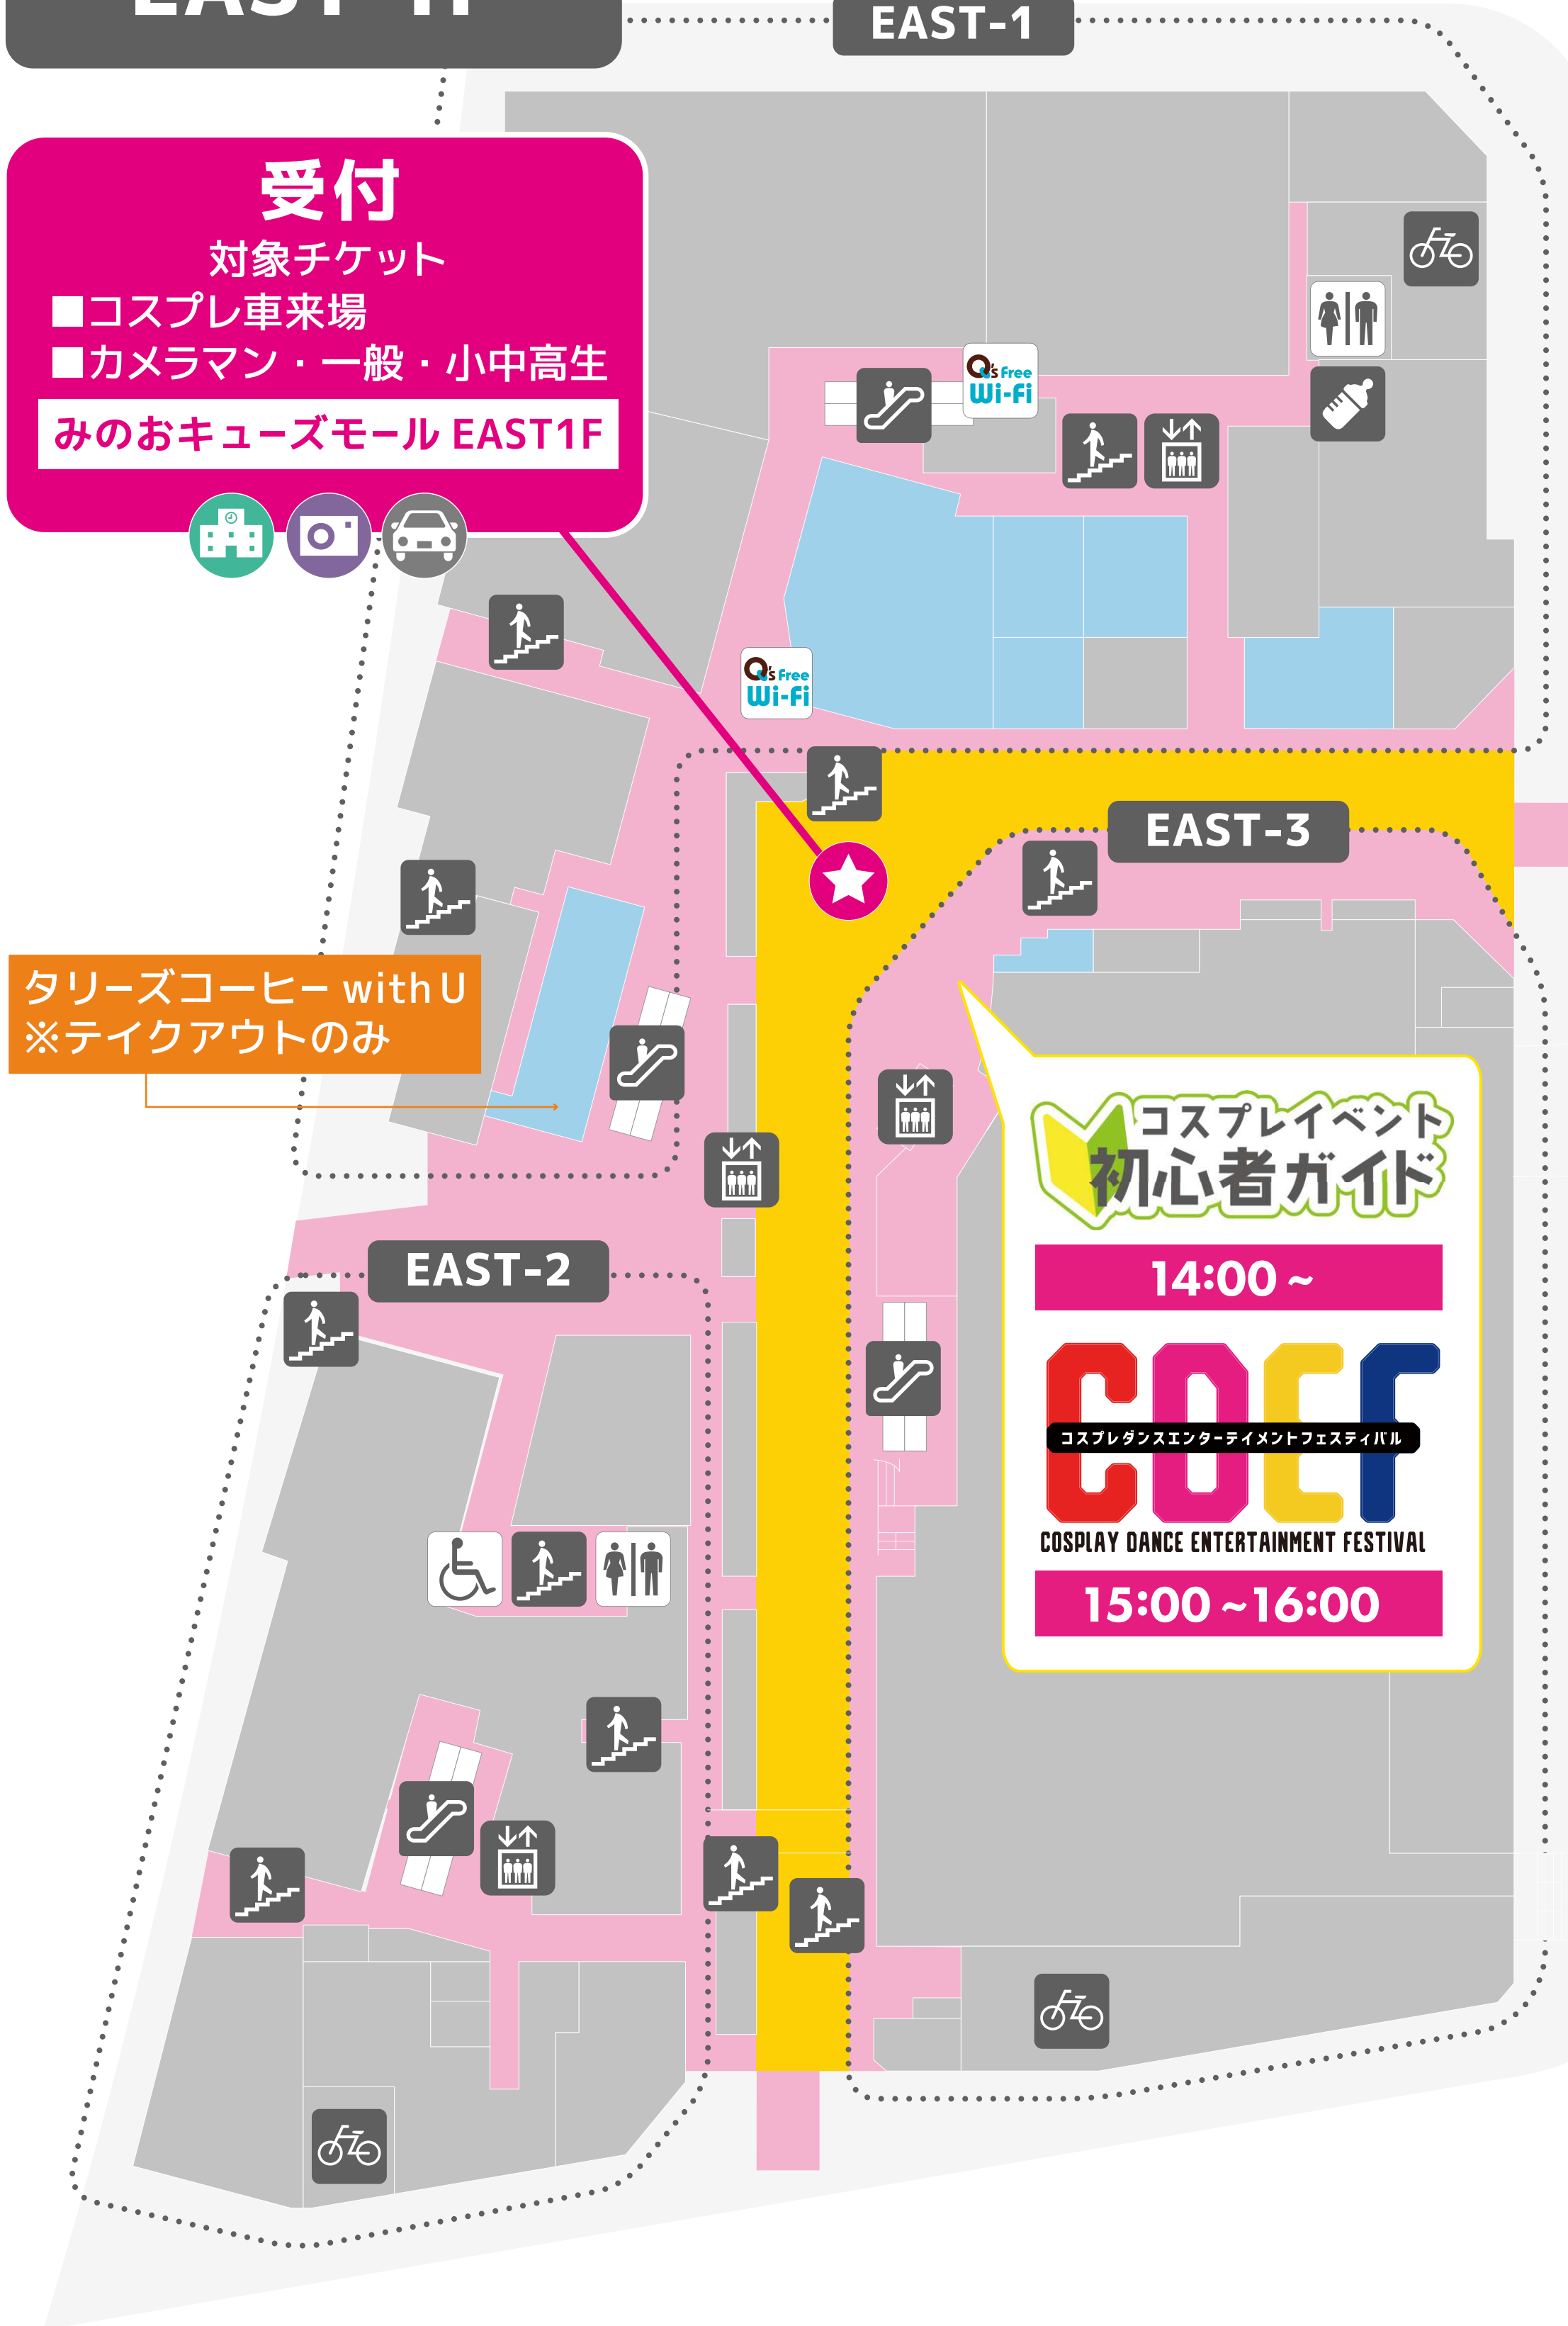 EAST-1
受付
対象チケット
■コスプレ車来場
■カメラマン・一般・小中高生
みのおキューズモール EAST1F
Q's Free
Wi-Fi
Q's Free
Wi-Fi
EAST-3
タリーズコーヒー with U
※テイクアウトのみ
コスプレイベント
初心者ガイド
14:00 ~
EAST-2
CDEF
コスプレダンスエンターテイメントフェスティバル
COSPLAY DANCE ENTERTAINMENT FESTIVAL
15:00 ~16:00